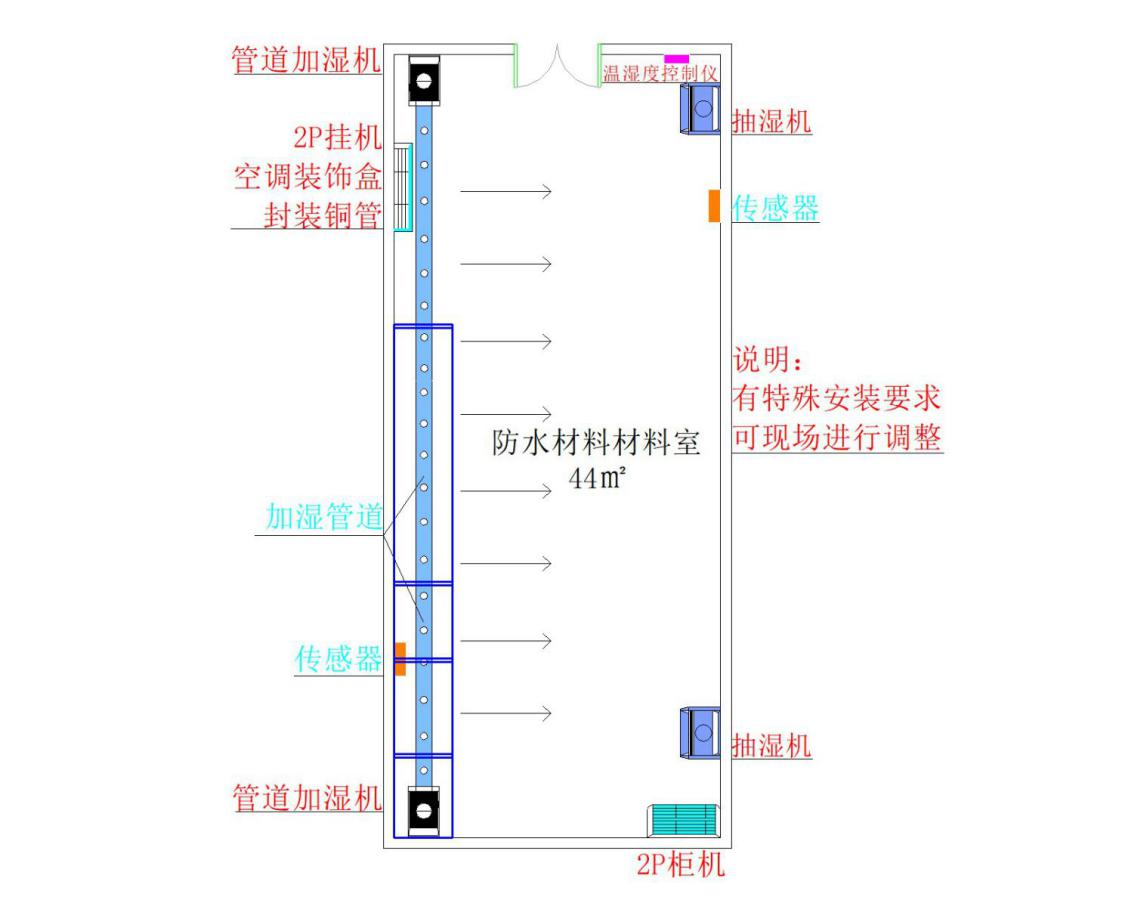 管道加湿机
温湿度控制仪
抽湿机
2P挂机
空调装饰盒
封装铜管
传感器
说明：
有特殊安装要求
可现场进行调整
防水材料材料室
44㎡
加湿管道
传感器
抽湿机
管道加湿机
2P柜机